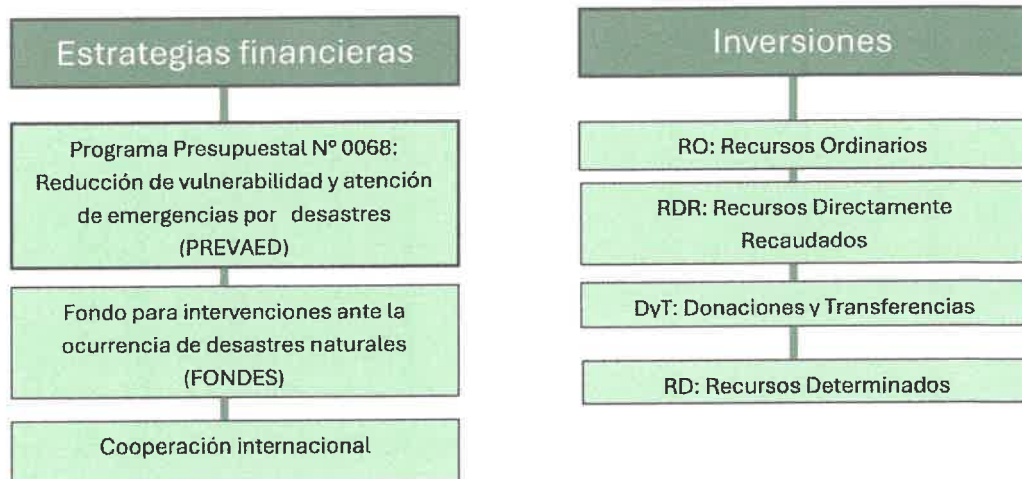 Estrategias financieras
Programa Presupuestal Nº 0068:
Reducción de vulnerabilidad y atención
de emergencias por desastres
(PREVAED)
Fondo para intervenciones ante la
ocurrencia de desastres naturales
(FONDES)
Cooperación internacional
Inversiones
RO: Recursos Ordinarios
RDR: Recursos Directamente
Recaudados
DyT: Donaciones y Transferencias
RD: Recursos Determinados